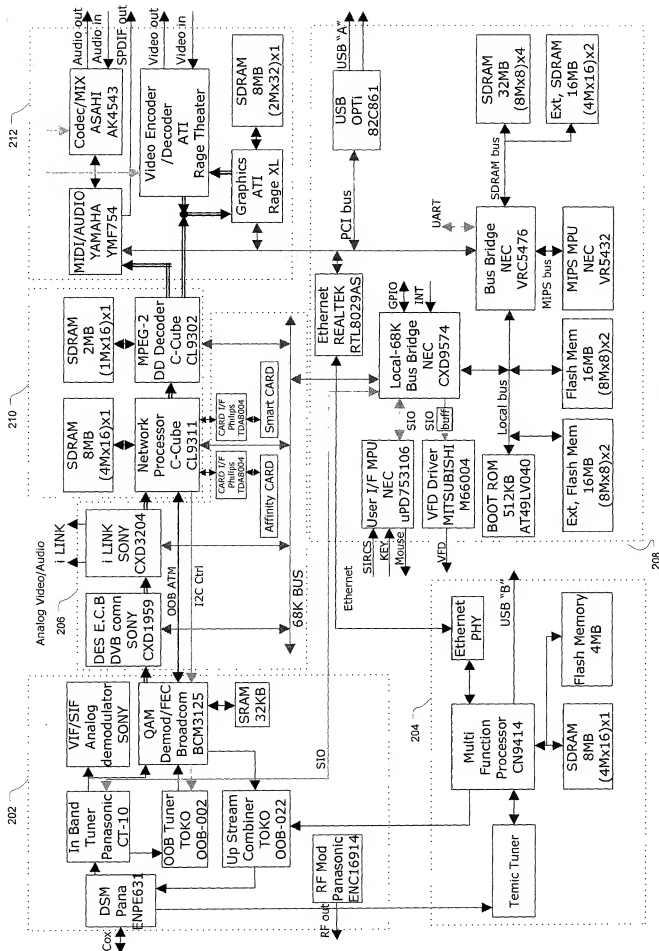 Audio out
Audio in
SPDIF out
Video out
Video in
212
Codec/MIX
ASAHI
AK4543
MIDI/AUDIO
YAMAHA
YMF754
Video Encoder
/Decoder
ATI
Rage Theater
SDRAM
8MB
(2Mx32)x1
Graphics
ATI
Rage XL
USB "A"
USB
OPTi
82C861
PCI bus
SDRAM
32MB
(8Mx8)x4
Ext, SDRAM
16MB
(4Mx16)x2
SDRAM bus
UART
Bus Bridge
NEC
VRC5476
MIPS bus
MIPS MPU
NEC
VR5432
210
SDRAM
2MB
(1Mx16)x1
MPEG-2
DD Decoder
C-Cube
CL9302
SDRAM
8MB
(4Mx16)x1
Network
Processor
C-Cube
CL9311
CARD I/F
Philips
TDA8004
Smart CARD
CARD I/F
Philips
TDA8004
Affinity CARD
Ethernet
REALTEK
RTL8029AS
GPIO
INT
Local-68K
Bus Bridge
NEC
CXD9574
SIO
SIO
buff
User I/F MPU
NEC
uPD753106
VFD Driver
MITSUBISHI
M66004
SIRCS
KEY
Mouse
VFD
Local bus
Flash Mem
16MB
(8Mx8)x2
Ext, Flash Mem
16MB
(8Mx8)x2
BOOT ROM
512KB
AT49LV040
208
i LINK
Analog Video/Audio
206
i LINK
SONY
CXD3204
DES E.C.B
DVB comn
SONY
CXD1959
OOB ATM
I2C Ctrl
68K BUS
Ethernet
202
VIF/SIF
Analog
demodulator
SONY
QAM
Demod/FEC
Broadcom
BCM3125
SRAM
32KB
SIO
In Band
Tuner
Panasonic
CT-10
OOB Tuner
TOKO
OOB-002
Up Stream
Combiner
TOKO
OOB-022
DSM
Pana
ENPE631
Cox
RF Mod
Panasonic
ENC16914
RF out
204
Ethernet
PHY
USB "B"
Multi
Function
Processor
CN9414
Flash Memory
4MB
SDRAM
8MB
(4Mx16)x1
Temic Tuner